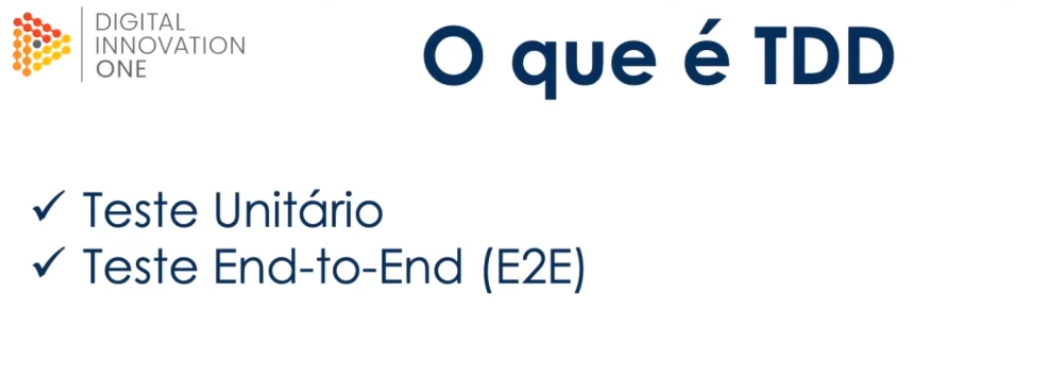 DIGITAL
INNOVATION
ONE
O que é TDD
✓ Teste Unitário
✓ Teste End-to-End (E2E)